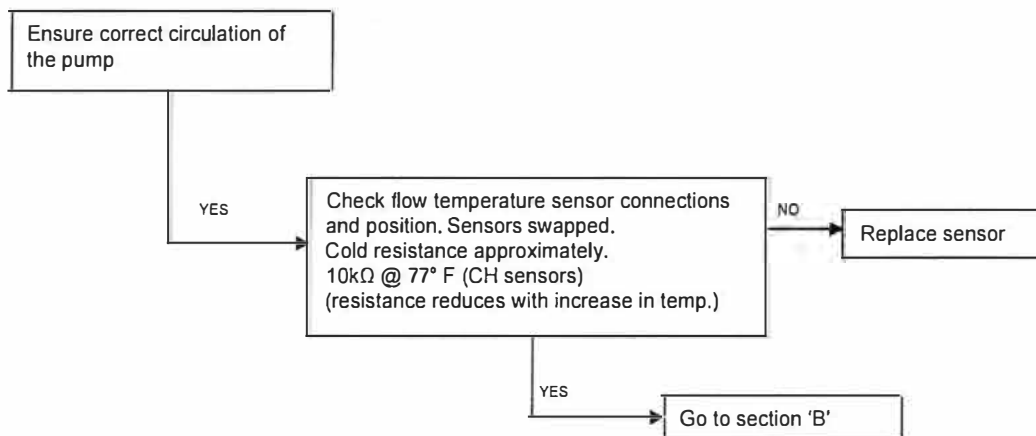 Ensure correct circulation of
the pump
YES
Check flow temperature sensor connections
and position. Sensors swapped.
Cold resistance approximately.
10kΩ @ 77° F (CH sensors)
(resistance reduces with increase in temp.)
NO
Replace sensor
YES
Go to section 'B'